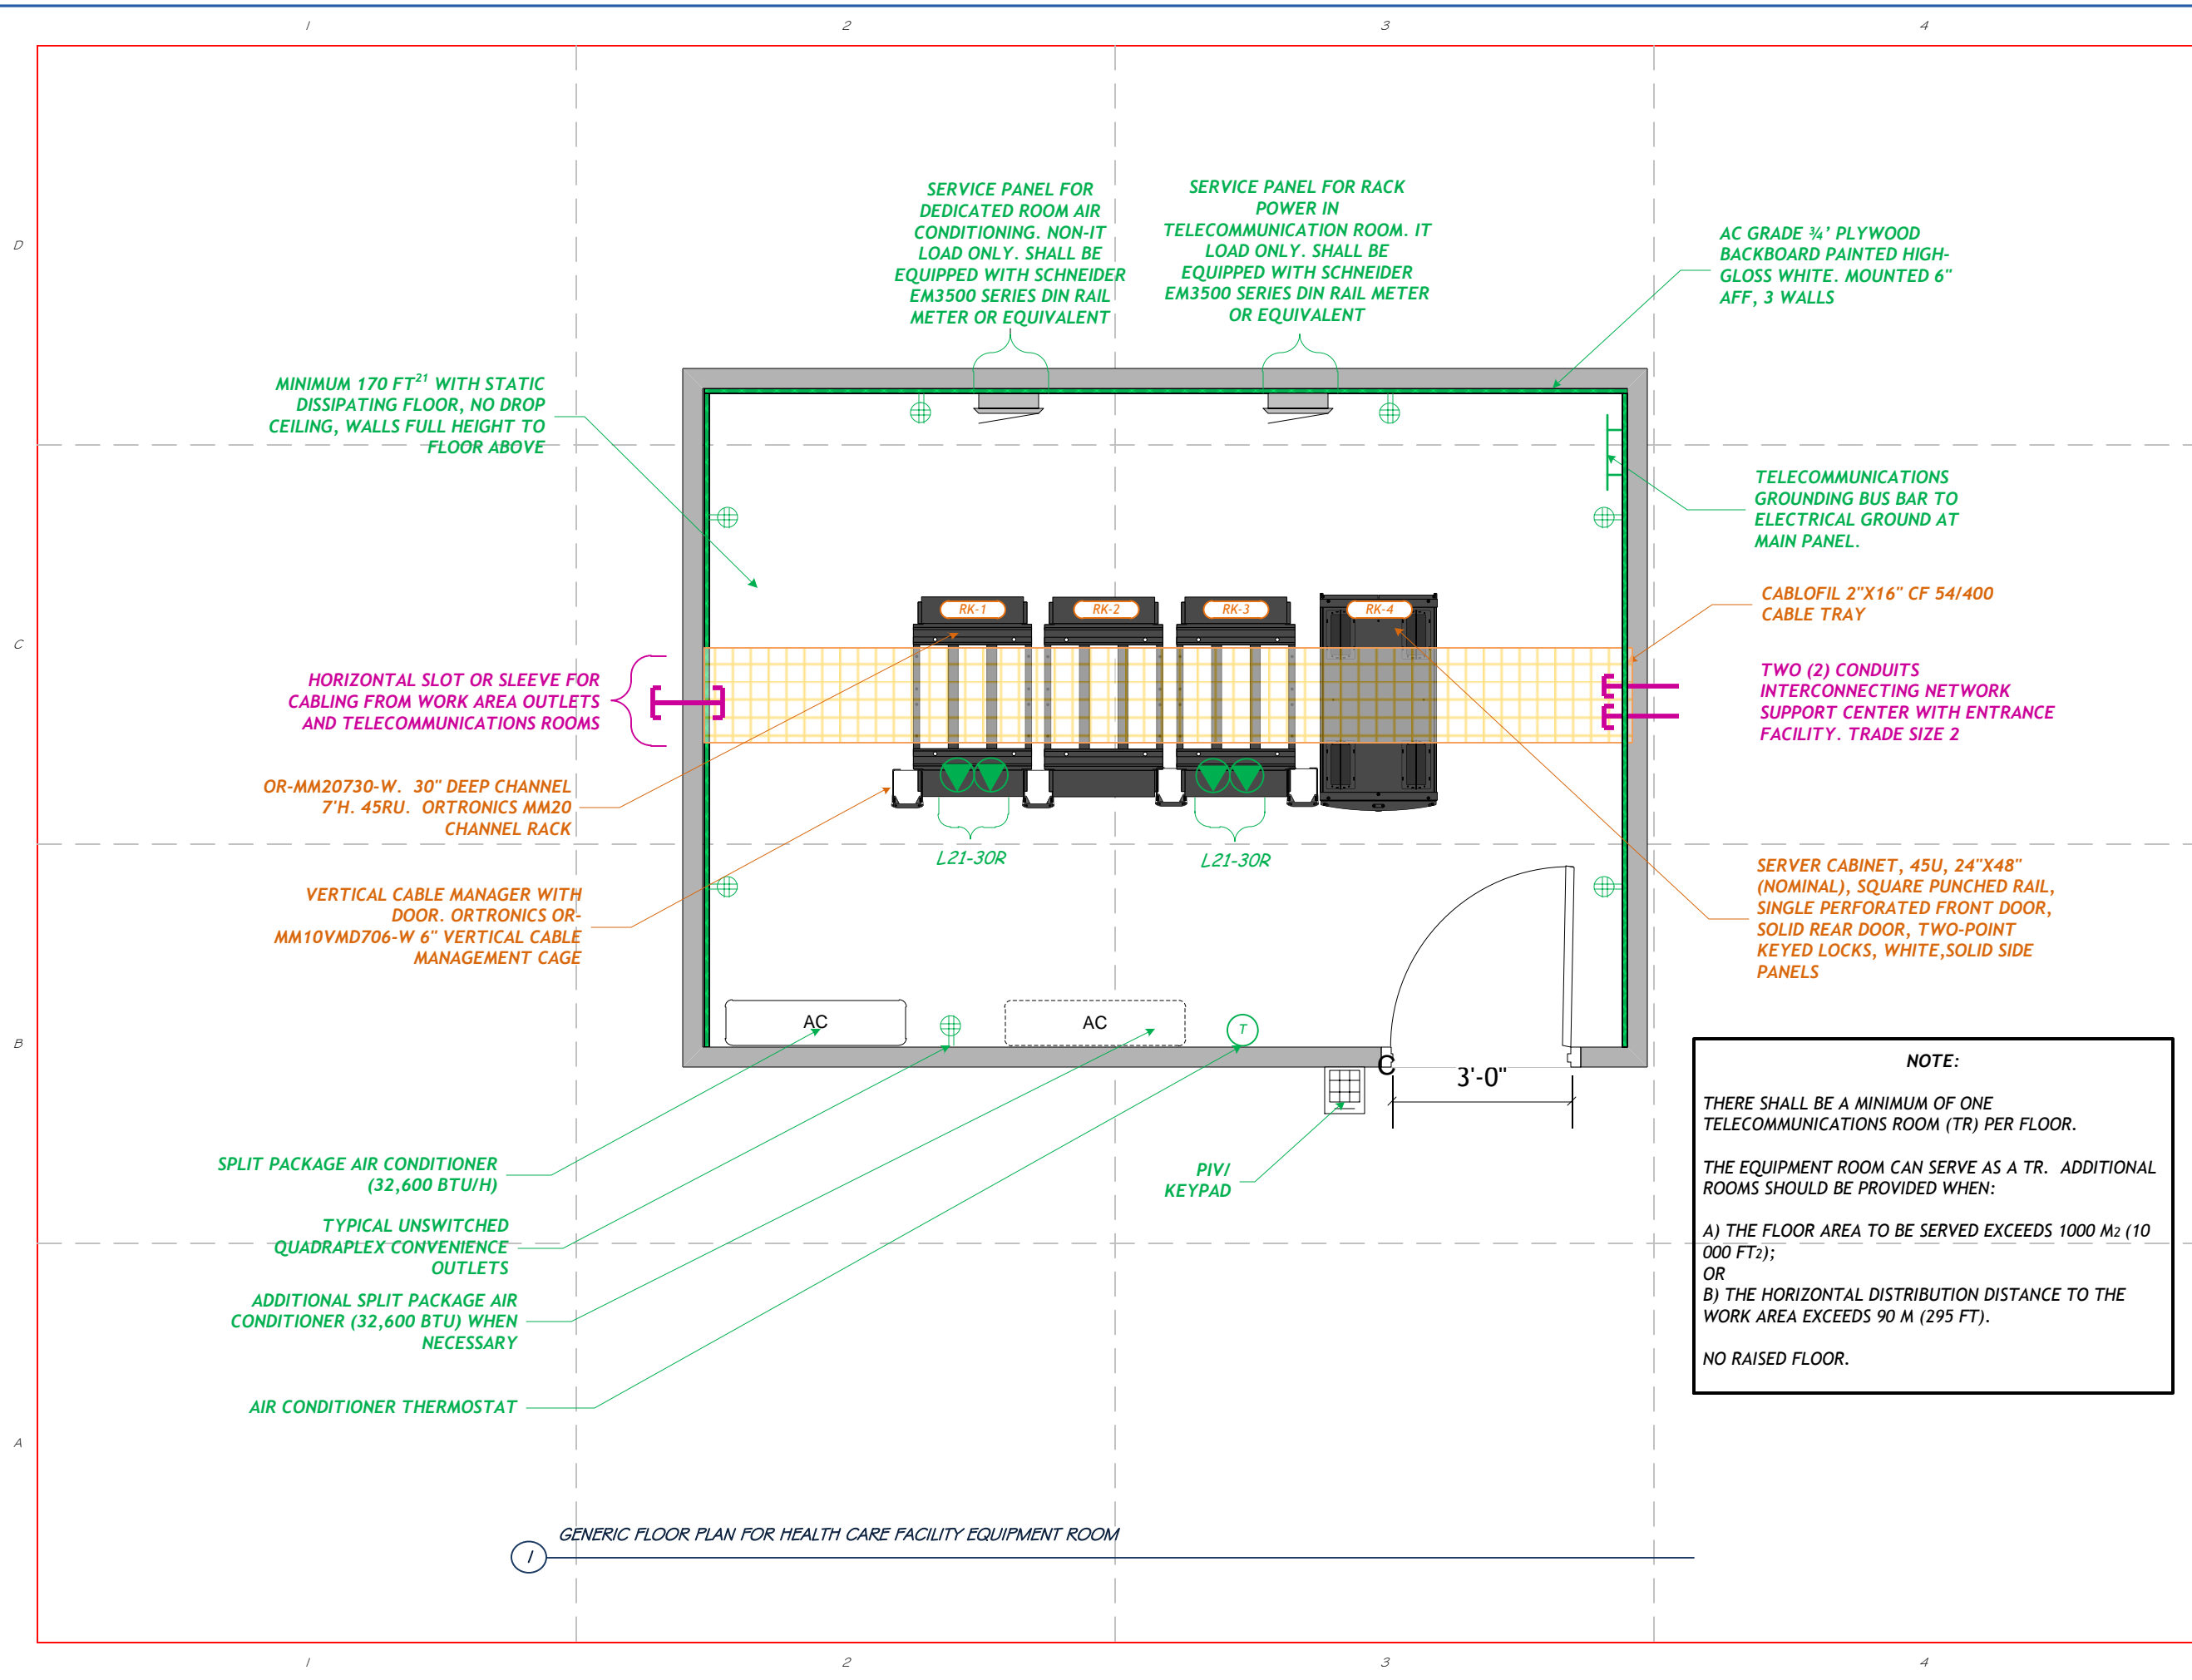 1 2 3 4
D
C
B
A
SERVICE PANEL FOR
DEDICATED ROOM AIR
CONDITIONING. NON-IT
LOAD ONLY. SHALL BE
EQUIPPED WITH SCHNEIDER
EM3500 SERIES DIN RAIL
METER OR EQUIVALENT
SERVICE PANEL FOR RACK
POWER IN
TELECOMMUNICATION ROOM. IT
LOAD ONLY. SHALL BE
EQUIPPED WITH SCHNEIDER
EM3500 SERIES DIN RAIL METER
OR EQUIVALENT
AC GRADE ¾' PLYWOOD
BACKBOARD PAINTED HIGH-
GLOSS WHITE. MOUNTED 6"
AFF, 3 WALLS
MINIMUM 170 FT²¹ WITH STATIC
DISSIPATING FLOOR, NO DROP
CEILING, WALLS FULL HEIGHT TO
FLOOR ABOVE
TELECOMMUNICATIONS
GROUNDING BUS BAR TO
ELECTRICAL GROUND AT
MAIN PANEL.
CABLOFIL 2"X16" CF 54/400
CABLE TRAY
RK-1 RK-2 RK-3 RK-4
HORIZONTAL SLOT OR SLEEVE FOR
CABLING FROM WORK AREA OUTLETS
AND TELECOMMUNICATIONS ROOMS
TWO (2) CONDUITS
INTERCONNECTING NETWORK
SUPPORT CENTER WITH ENTRANCE
FACILITY. TRADE SIZE 2
OR-MM20730-W. 30" DEEP CHANNEL
7'H. 45RU. ORTRONICS MM20
CHANNEL RACK
L21-30R L21-30R
VERTICAL CABLE MANAGER WITH
DOOR. ORTRONICS OR-
MM10VMD706-W 6" VERTICAL CABLE
MANAGEMENT CAGE
SERVER CABINET, 45U, 24"X48"
(NOMINAL), SQUARE PUNCHED RAIL,
SINGLE PERFORATED FRONT DOOR,
SOLID REAR DOOR, TWO-POINT
KEYED LOCKS, WHITE,SOLID SIDE
PANELS
AC AC T
C
3'-0"
SPLIT PACKAGE AIR CONDITIONER
(32,600 BTU/H)
PIV/
KEYPAD
TYPICAL UNSWITCHED
QUADRAPLEX CONVENIENCE
OUTLETS
ADDITIONAL SPLIT PACKAGE AIR
CONDITIONER (32,600 BTU) WHEN
NECESSARY
AIR CONDITIONER THERMOSTAT
NOTE:
THERE SHALL BE A MINIMUM OF ONE
TELECOMMUNICATIONS ROOM (TR) PER FLOOR.
THE EQUIPMENT ROOM CAN SERVE AS A TR. ADDITIONAL
ROOMS SHOULD BE PROVIDED WHEN:
A) THE FLOOR AREA TO BE SERVED EXCEEDS 1000 M2 (10
000 FT2);
OR
B) THE HORIZONTAL DISTRIBUTION DISTANCE TO THE
WORK AREA EXCEEDS 90 M (295 FT).
NO RAISED FLOOR.
1 GENERIC FLOOR PLAN FOR HEALTH CARE FACILITY EQUIPMENT ROOM
1 2 3 4